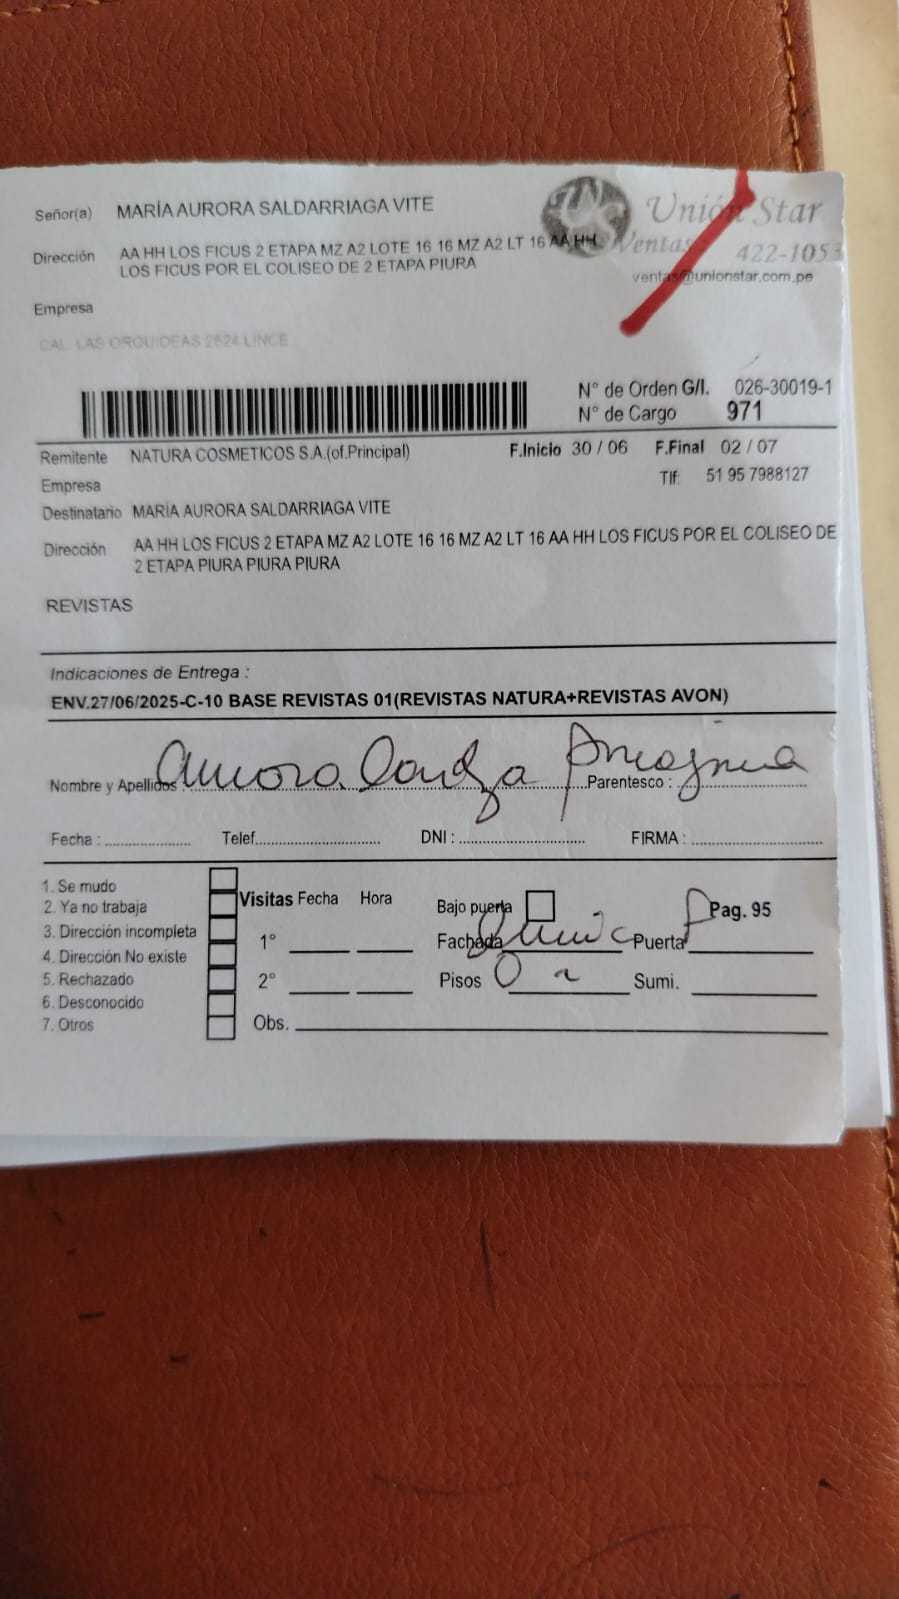 Señor(a) MARÍA AURORA SALDARRIAGA VITE
Unión Star
Dirección AA HH LOS FICUS 2 ETAPA MZ A2 LOTE 16 16 MZ A2 LT 16 AA HH
LOS FICUS POR EL COLISEO DE 2 ETAPA PIURA
Ventas: 422-1053
ventas@unionstar.com.pe
Empresa
CAL. LAS ORQUIDEAS 2624 LINCE
N° de Orden G/I. 026-30019-1
N° de Cargo 971
Remitente NATURA COSMETICOS S.A.(of.Principal) F.Inicio 30 / 06 F.Final 02 / 07
Empresa Tlf: 51 95 7988127
Destinatario MARÍA AURORA SALDARRIAGA VITE
Dirección AA HH LOS FICUS 2 ETAPA MZ A2 LOTE 16 16 MZ A2 LT 16 AA HH LOS FICUS POR EL COLISEO DE
2 ETAPA PIURA PIURA PIURA
REVISTAS
Indicaciones de Entrega :
ENV.27/06/2025-C-10 BASE REVISTAS 01(REVISTAS NATURA+REVISTAS AVON)
Nombre y Apellidos : Aurora Parentesco :
Fecha : Telef. DNI : FIRMA :
1. Se mudo
2. Ya no trabaja
3. Dirección incompleta
4. Dirección No existe
5. Rechazado
6. Desconocido
7. Otros
Visitas Fecha Hora
1°
2°
Obs.
Bajo puerta Pag. 95
Fachada Puerta
Pisos Sumi.